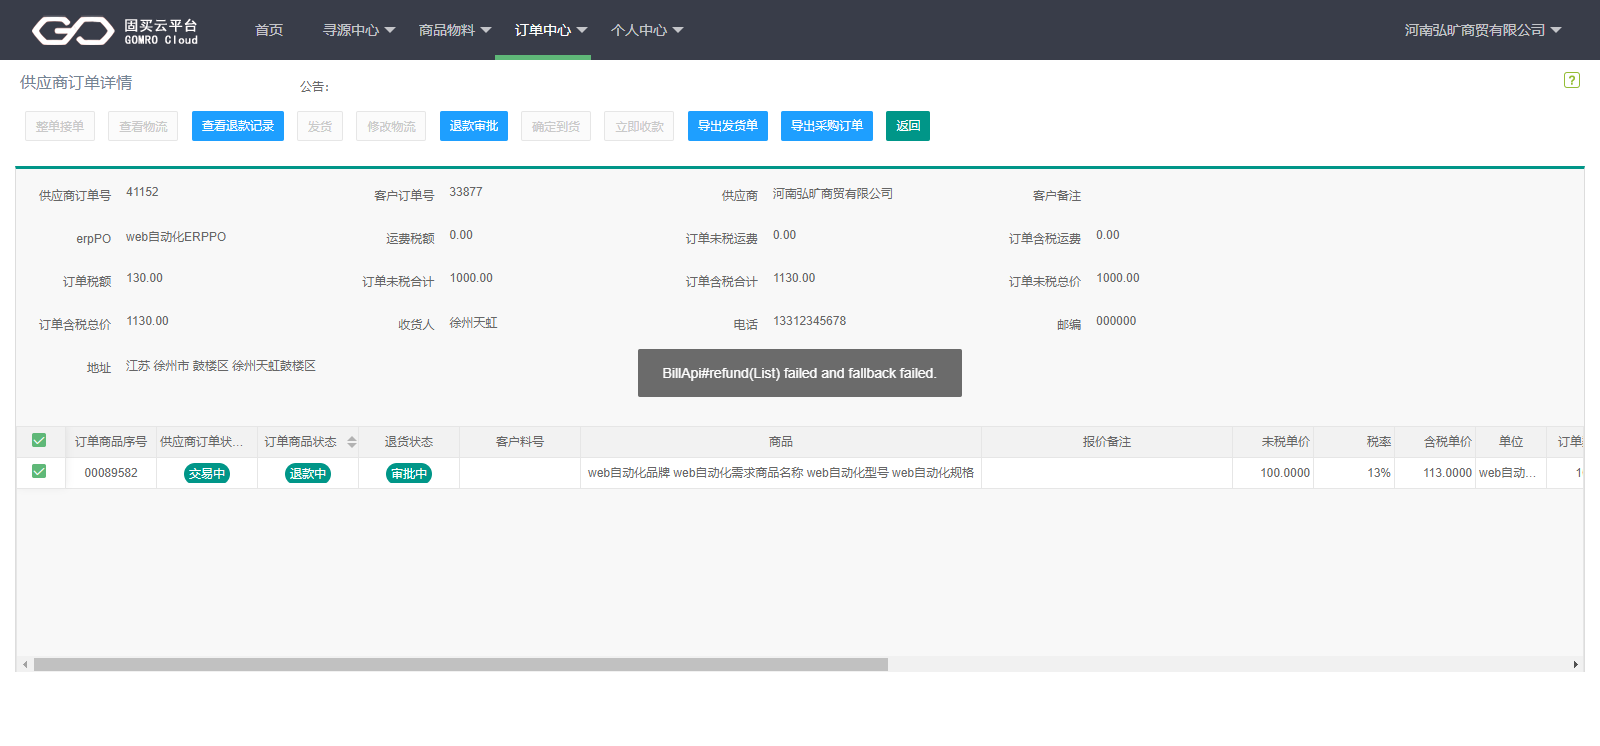 固买云平台
GOMRO Cloud
首页 寻源中心 商品物料 订单中心 个人中心 河南弘旷商贸有限公司
供应商订单详情 公告: ?
整单接单 查看物流 查看退款记录 发货 修改物流 退款审批 确定到货 立即收款 导出发货单 导出采购订单 返回
供应商订单号 41152 客户订单号 33877 供应商 河南弘旷商贸有限公司 客户备注
erpPO web自动化ERPPO 运费税额 0.00 订单未税运费 0.00 订单含税运费 0.00
订单税额 130.00 订单未税合计 1000.00 订单含税合计 1130.00 订单未税总价 1000.00
订单含税总价 1130.00 收货人 徐州天虹 电话 13312345678 邮编 000000
地址 江苏 徐州市 鼓楼区 徐州天虹鼓楼区
BillApi#refund(List) failed and fallback failed.
订单商品序号 供应商订单状... 订单商品状态 退货状态 客户料号 商品 报价备注 未税单价 税率 含税单价 单位 订单
00089582 交易中 退款中 审批中 web自动化品牌 web自动化需求商品名称 web自动化型号 web自动化规格 100.0000 13% 113.0000 web自动...